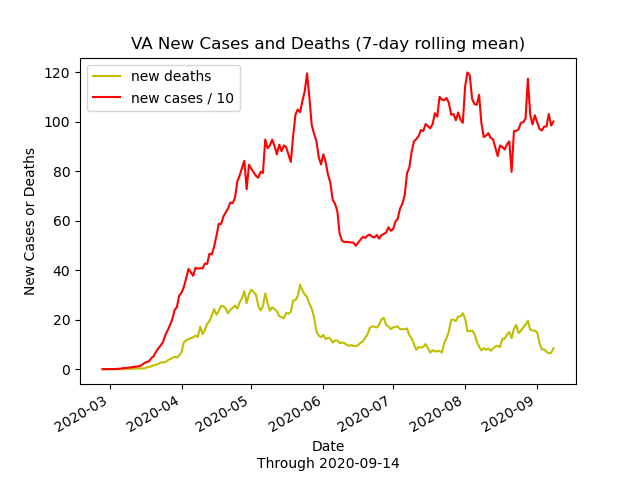 VA New Cases and Deaths (7-day rolling mean)
new deaths
new cases / 10
New Cases or Deaths
120
100
80
60
40
20
0
2020-03
2020-04
2020-05
2020-06
2020-07
2020-08
2020-09
Date
Through 2020-09-14